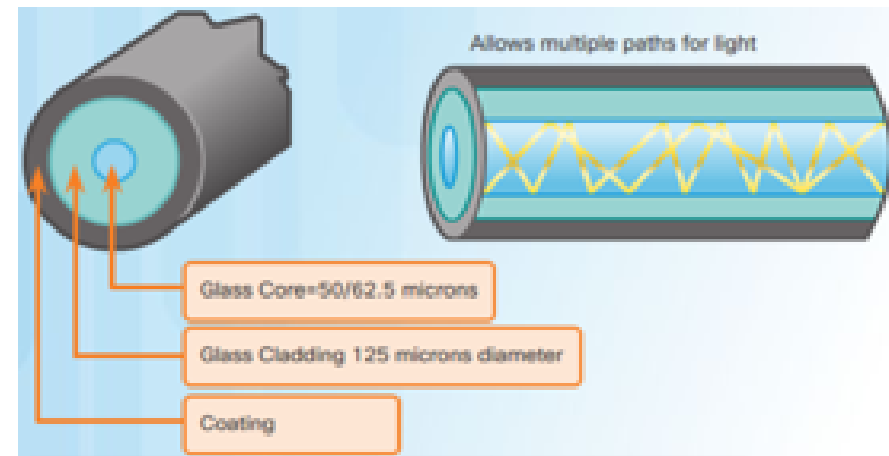 Allows multiple paths for light
Glass Core=50/62.5 microns
Glass Cladding 125 microns diameter
Coating